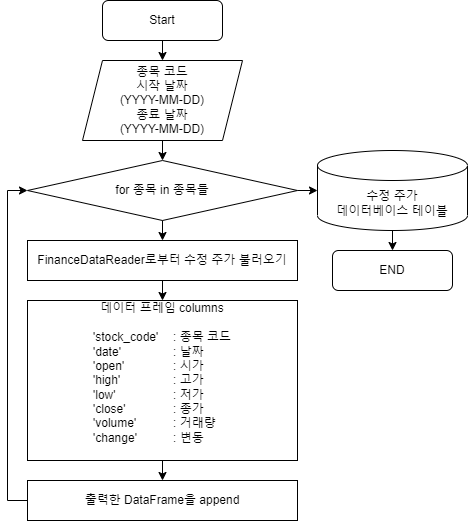 Start
종목 코드
시작 날짜
(YYYY-MM-DD)
종료 날짜
(YYYY-MM-DD)
for 종목 in 종목들
수정 주가
데이터베이스 테이블
END
FinanceDataReader로부터 수정 주가 불러오기
데이터 프레임 columns
'stock_code' : 종목 코드
'date' : 날짜
'open' : 시가
'high' : 고가
'low' : 저가
'close' : 종가
'volume' : 거래량
'change' : 변동
출력한 DataFrame을 append